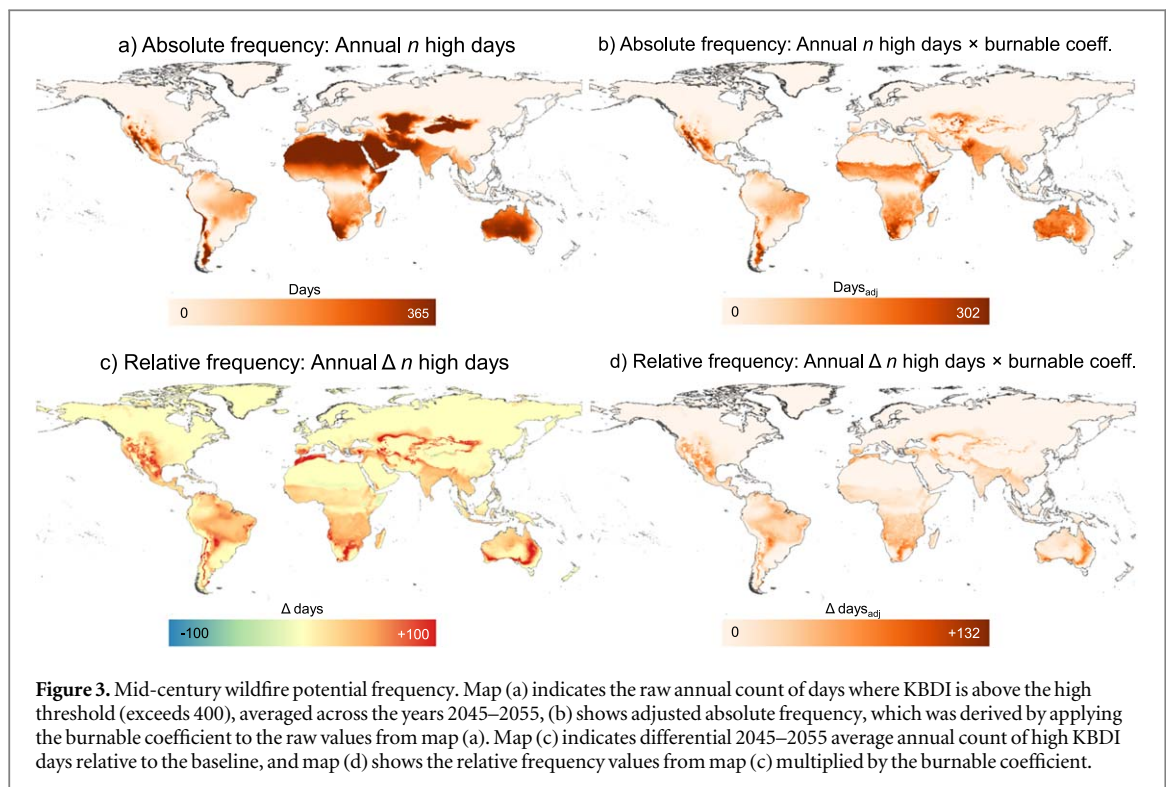 a) Absolute frequency: Annual n high days
b) Absolute frequency: Annual n high days × burnable coeff.
Days
0 365
Days_adj
0 302
c) Relative frequency: Annual Δ n high days
d) Relative frequency: Annual Δ n high days × burnable coeff.
Δ days
-100 +100
Δ days_adj
0 +132
Figure 3. Mid-century wildfire potential frequency. Map (a) indicates the raw annual count of days where KBDI is above the high
threshold (exceeds 400), averaged across the years 2045–2055, (b) shows adjusted absolute frequency, which was derived by applying
the burnable coefficient to the raw values from map (a). Map (c) indicates differential 2045–2055 average annual count of high KBDI
days relative to the baseline, and map (d) shows the relative frequency values from map (c) multiplied by the burnable coefficient.